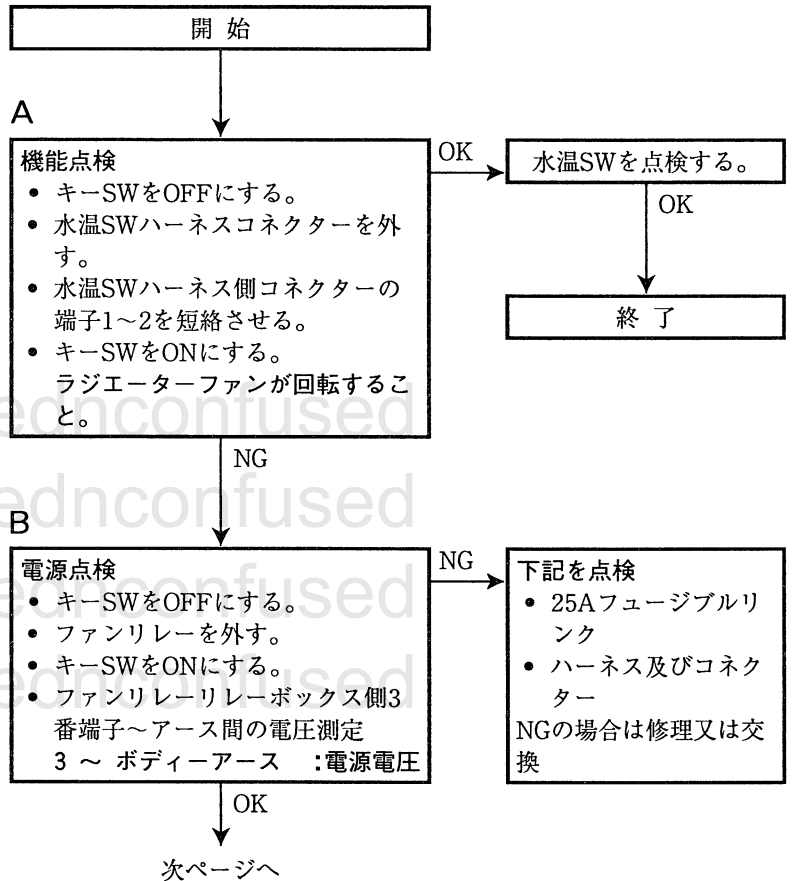 開 始
A
機能点検
• キーSWをOFFにする。
• 水温SWハーネスコネクターを外
す。
• 水温SWハーネス側コネクターの
端子1～2を短絡させる。
• キーSWをONにする。
ラジエーターファンが回転するこ
と。
OK
水温SWを点検する。
OK
終 了
NG
B
電源点検
• キーSWをOFFにする。
• ファンリレーを外す。
• キーSWをONにする。
• ファンリレーリレーボックス側3
番端子～アース間の電圧測定
3 ～ ボディーアース :電源電圧
NG
下記を点検
• 25Aフュージブルリ
ンク
• ハーネス及びコネク
ター
NGの場合は修理又は交
換
OK
次ページへ
ednconfused
ednconfused
ednconfused
ednconfused